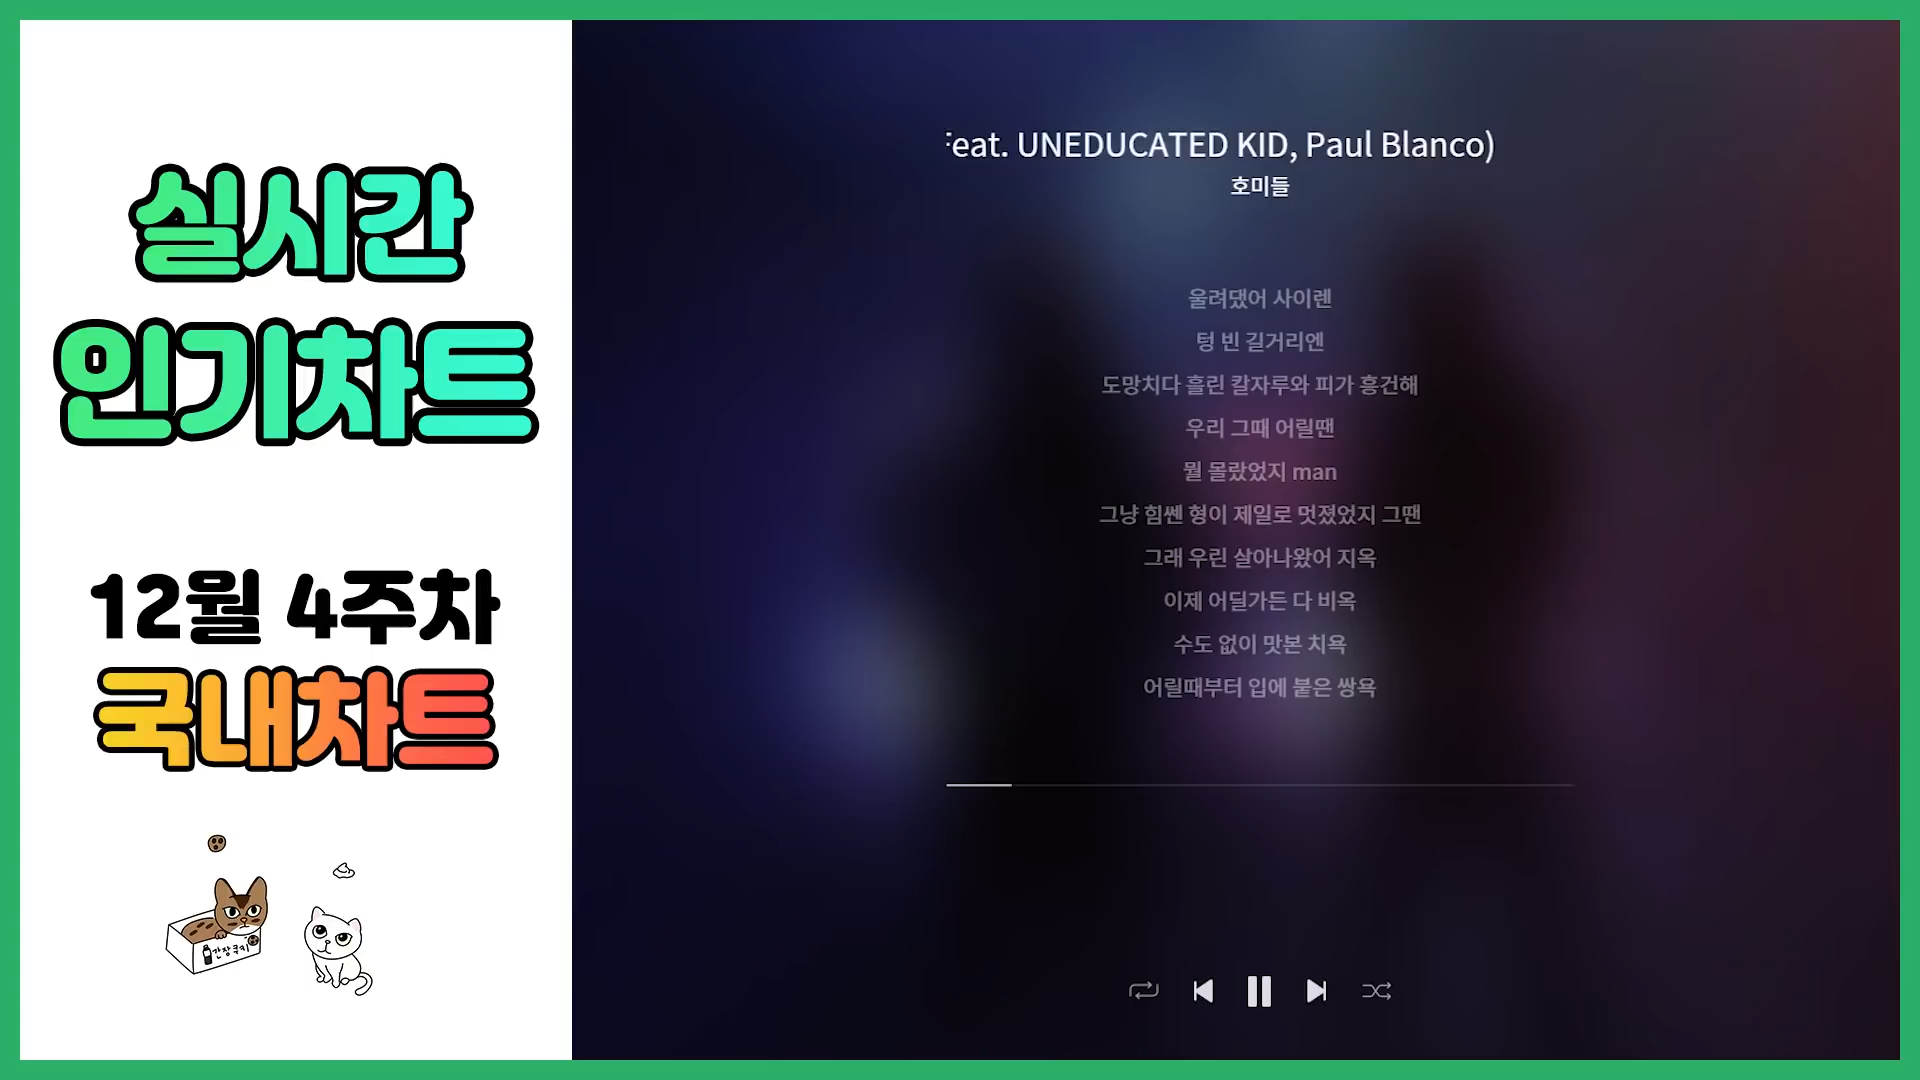 실시간
인기차트
12월 4주차
국내차트
간장쿡키
eat. UNEDUCATED KID, Paul Blanco)
호미들
울려댔어 사이렌
텅 빈 길거리엔
도망치다 흘린 칼자루와 피가 흥건해
우리 그때 어릴땐
뭘 몰랐었지 man
그냥 힘쎈 형이 제일로 멋졌었지 그땐
그래 우린 살아나왔어 지옥
이제 어딜가든 다 비옥
수도 없이 맛본 치욕
어릴때부터 입에 붙은 쌍욕